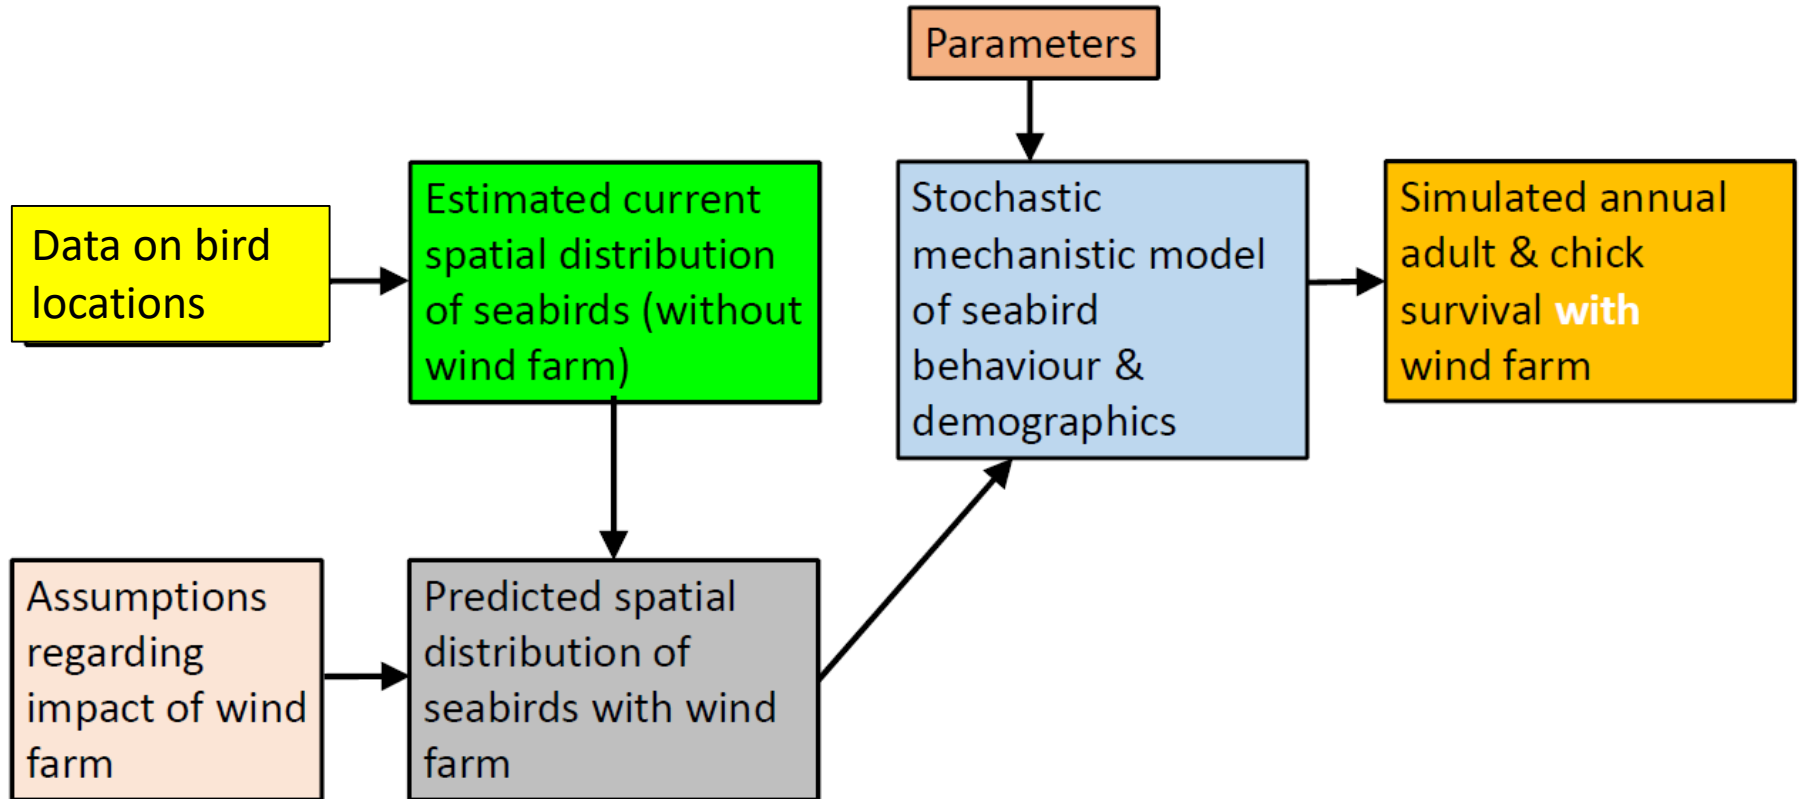 Parameters
Data on bird
locations
Estimated current
spatial distribution
of seabirds (without
wind farm)
Stochastic
mechanistic model
of seabird
behaviour &
demographics
Simulated annual
adult & chick
survival with
wind farm
Assumptions
regarding
impact of wind
farm
Predicted spatial
distribution of
seabirds with wind
farm